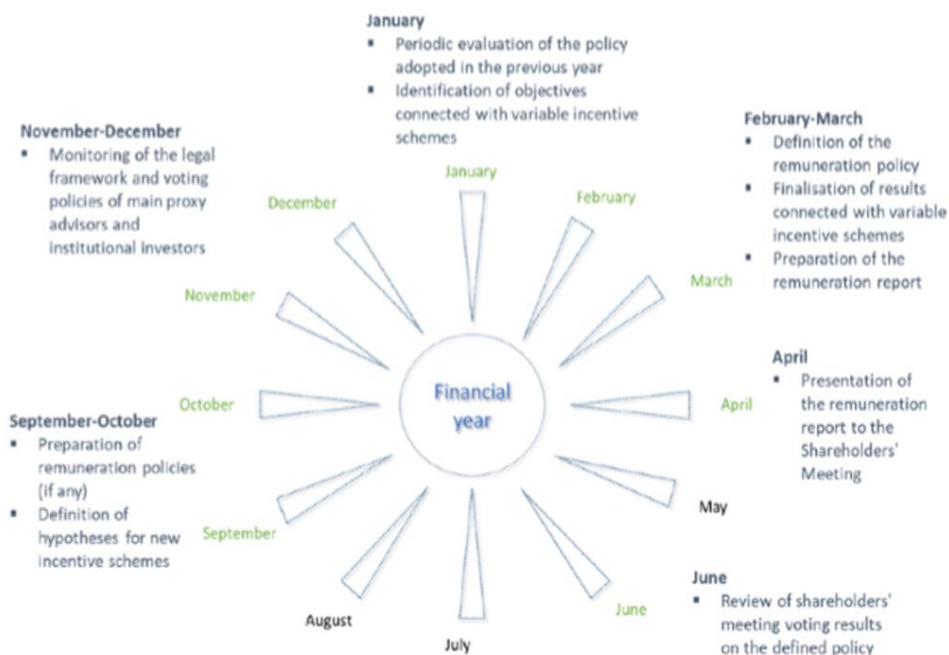 January
▪ Periodic evaluation of the policy
adopted in the previous year
▪ Identification of objectives
connected with variable incentive
schemes
February-March
▪ Definition of the
remuneration policy
▪ Finalisation of results
connected with variable
incentive schemes
▪ Preparation of the
remuneration report
April
▪ Presentation of
the remuneration
report to the
Shareholders'
Meeting
June
▪ Review of shareholders'
meeting voting results
on the defined policy
September-October
▪ Preparation of
remuneration policies
(if any)
▪ Definition of
hypotheses for new
incentive schemes
November-December
▪ Monitoring of the legal
framework and voting
policies of main proxy
advisors and
institutional investors
January
February
March
April
May
June
July
August
September
October
November
December
Financial
year